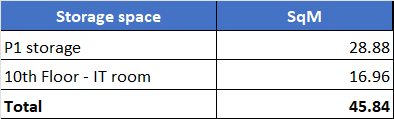 Storage space SqM
P1 storage 28.88
10th Floor - IT room 16.96
Total 45.84